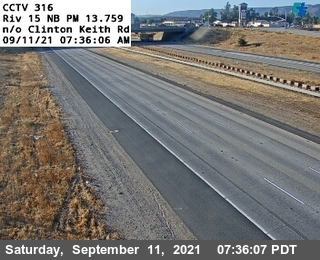 CCTV 316
Riv 15 NB PM 13.759
n/o Clinton Keith Rd
09/11/21 07:36:06 AM
Saturday, September 11, 2021 07:36:07 PDT